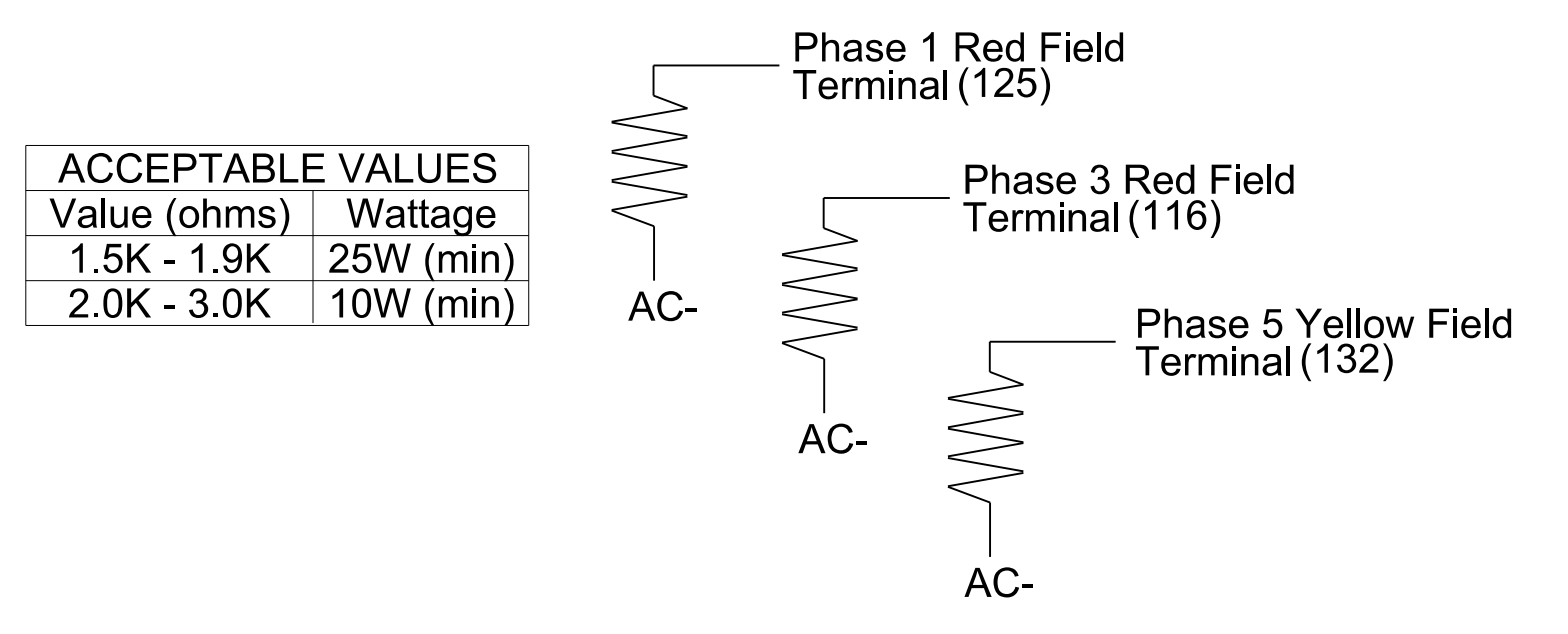 ACCEPTABLE VALUES
Value (ohms) Wattage
1.5K - 1.9K 25W (min)
2.0K - 3.0K 10W (min)
Phase 1 Red Field
Terminal (125)
AC-
Phase 3 Red Field
Terminal (116)
AC-
Phase 5 Yellow Field
Terminal (132)
AC-